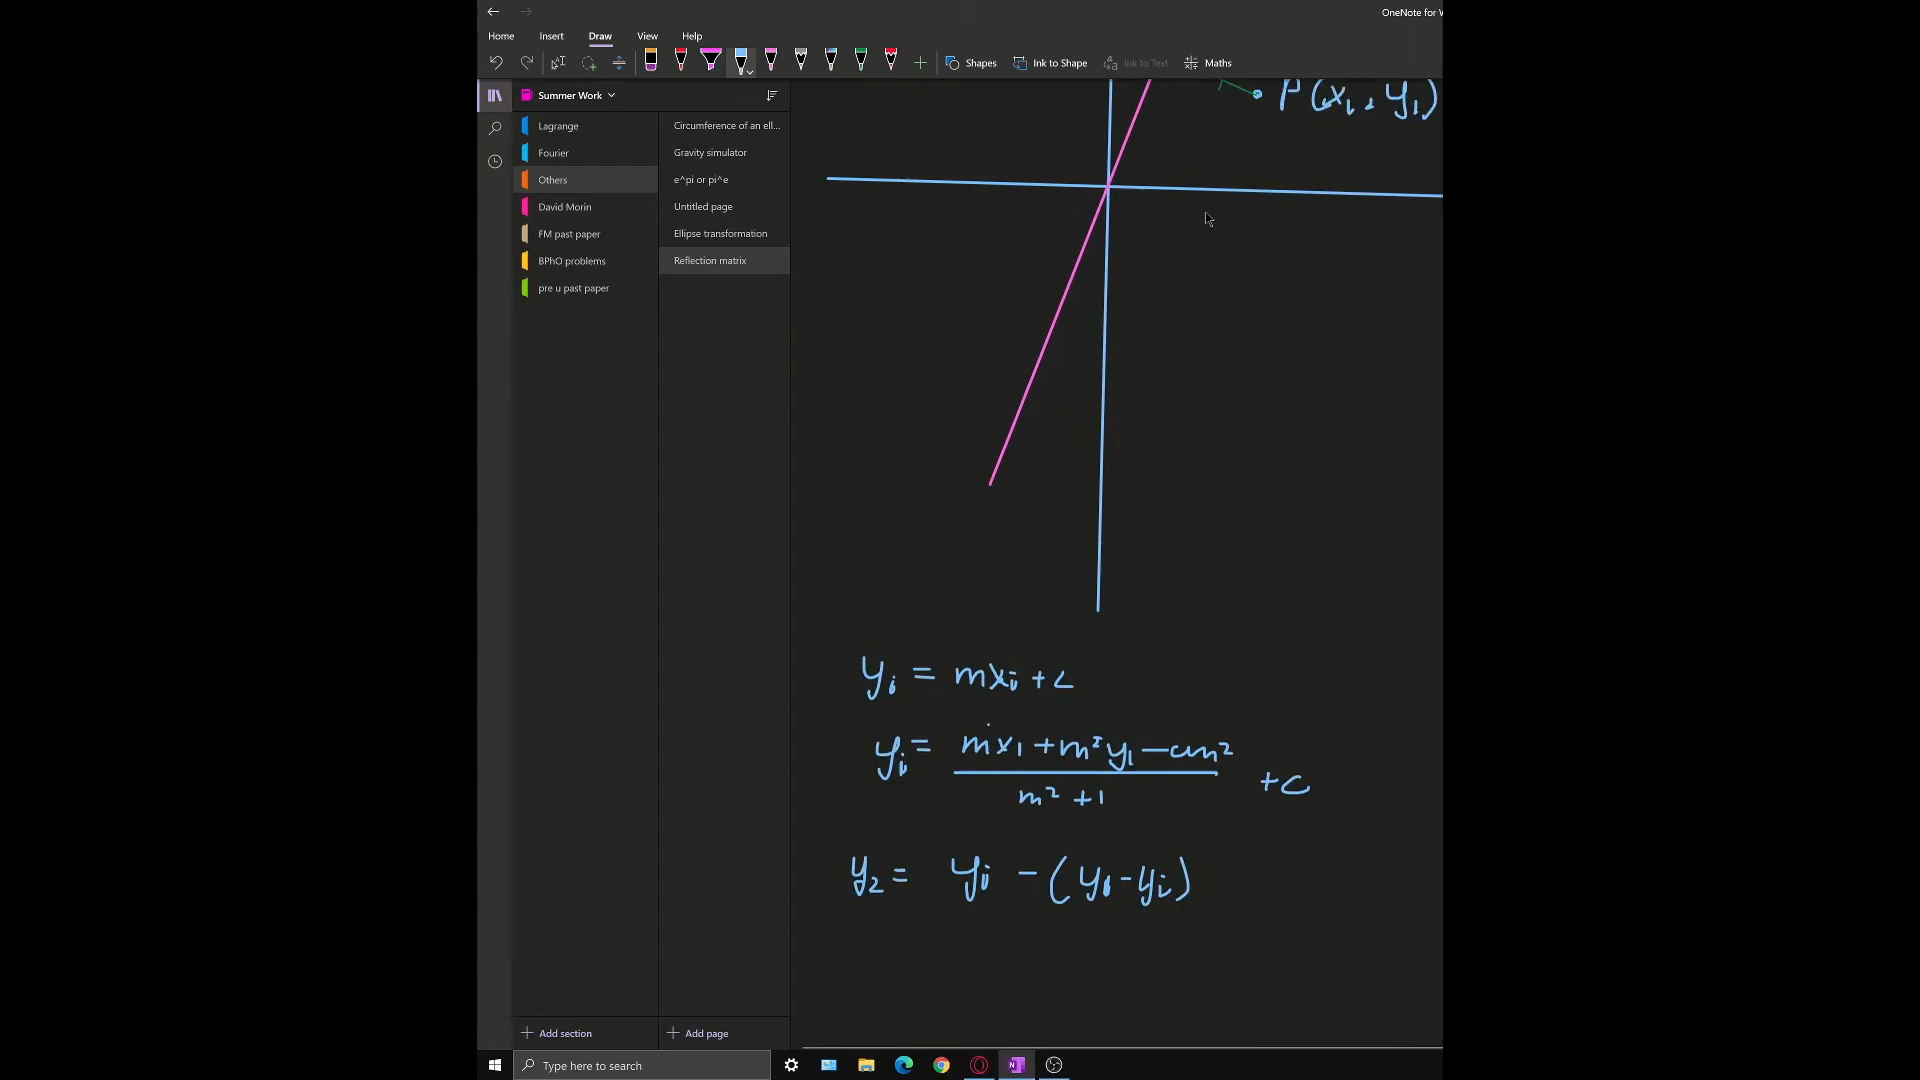 OneNote for W
Home Insert Draw View Help
Shapes Ink to Shape Ink to Text Maths
Summer Work
Lagrange
Fourier
Others
David Morin
FM past paper
BPhO problems
pre u past paper
Circumference of an ell...
Gravity simulator
e^pi or pi^e
Untitled page
Ellipse transformation
Reflection matrix
P(x₁, y₁)
yᵢ = mxᵢ + c
yᵢ = (mx₁ + m²y₁ – cm²) / (m² + 1) + c
y₂ = yᵢ – (y₁ – yᵢ)
Add section
Add page
Type here to search